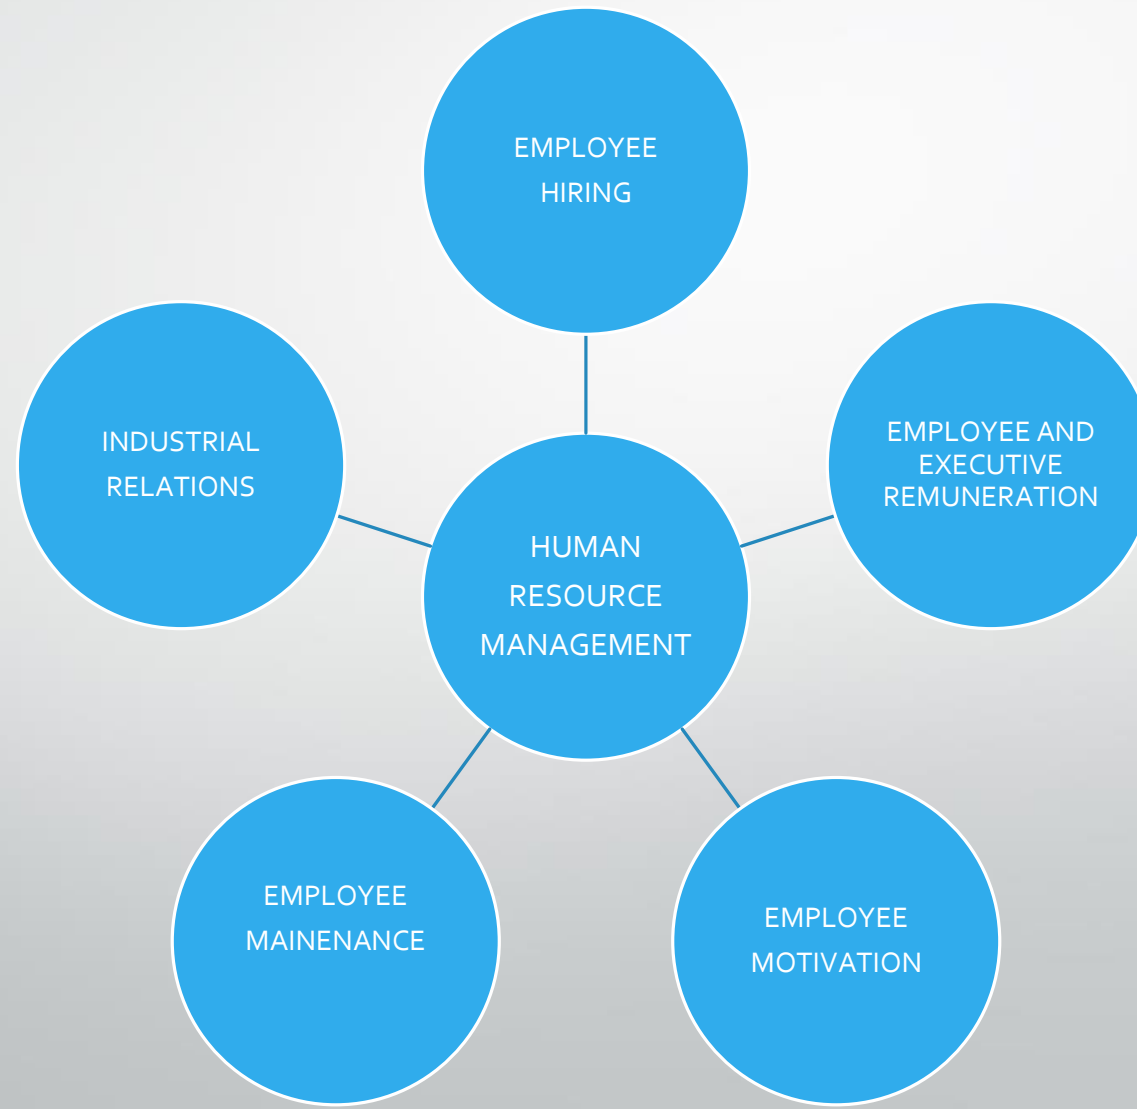 EMPLOYEE
HIRING
INDUSTRIAL
RELATIONS
EMPLOYEE AND
EXECUTIVE
REMUNERATION
HUMAN
RESOURCE
MANAGEMENT
EMPLOYEE
MAINENANCE
EMPLOYEE
MOTIVATION